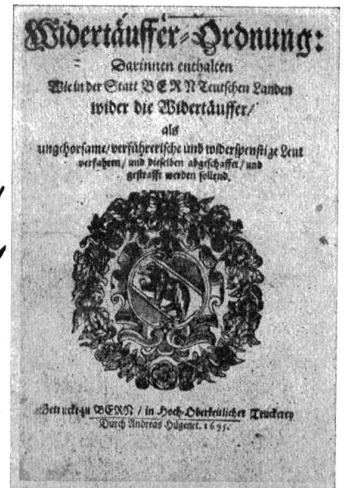 Widertäuffer-Ordnung:
Darinnen enthalten
Wie in der Statt BERN Teutschen Landen
wider die Widertäuffer/
als
ungehorsame/verführerische und widerspenstige Leut
verfahren/ und dieselben abgeschaffet/ und
gestrafft werden sollend.
Getruckt zu BERN / in Hoch-Oberkeitlicher Truckerey
Durch Andreas Hügenet. 1695.